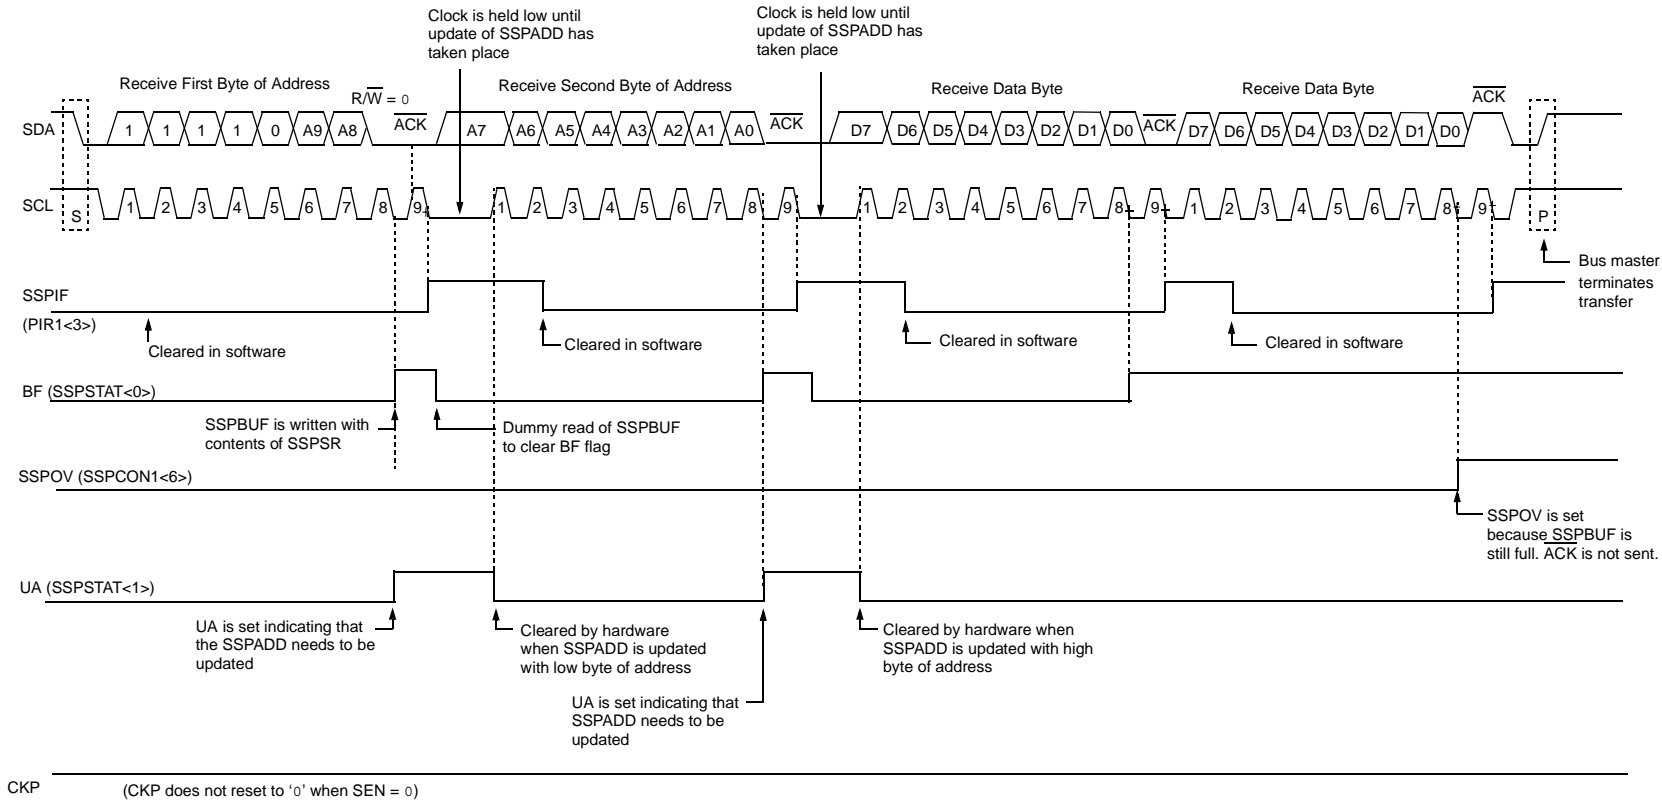 Clock is held low until
update of SSPADD has
taken place
Clock is held low until
update of SSPADD has
taken place
Receive First Byte of Address
R/W = 0
ACK
Receive Second Byte of Address
ACK
Receive Data Byte
ACK
Receive Data Byte
ACK
SDA
1 1 1 1 0 A9 A8
A7 A6 A5 A4 A3 A2 A1 A0
D7 D6 D5 D4 D3 D2 D1 D0
D7 D6 D5 D4 D3 D2 D1 D0
SCL
S
1 2 3 4 5 6 7 8 9
1 2 3 4 5 6 7 8 9
1 2 3 4 5 6 7 8 9
1 2 3 4 5 6 7 8 9
P
Bus master
terminates
transfer
SSPIF
(PIR1<3>)
Cleared in software
Cleared in software
Cleared in software
Cleared in software
BF (SSPSTAT<0>)
SSPBUF is written with
contents of SSPSR
Dummy read of SSPBUF
to clear BF flag
SSPOV (SSPCON1<6>)
SSPOV is set
because SSPBUF is
still full. ACK is not sent.
UA (SSPSTAT<1>)
UA is set indicating that
the SSPADD needs to be
updated
Cleared by hardware
when SSPADD is updated
with low byte of address
UA is set indicating that
SSPADD needs to be
updated
Cleared by hardware when
SSPADD is updated with high
byte of address
CKP
(CKP does not reset to ‘0’ when SEN = 0)